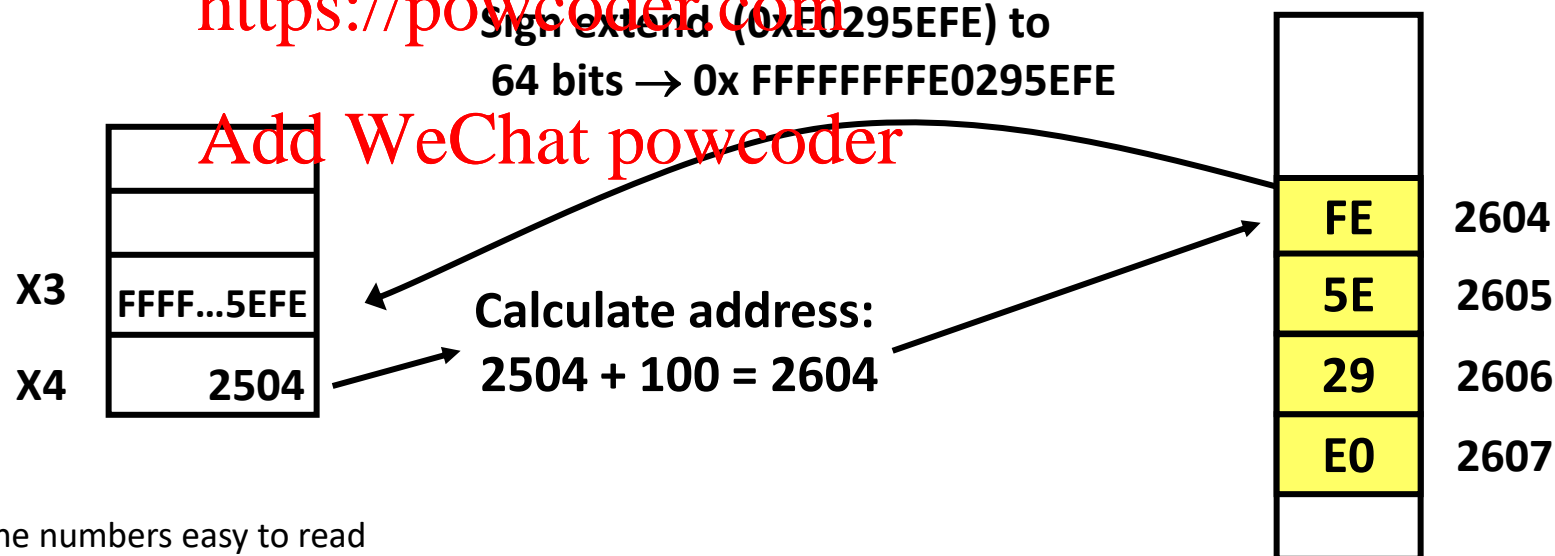 https://powcoder.com
Sign extend (0xE0295EFE) to
64 bits → 0x FFFFFFFFE0295EFE
Add WeChat powcoder
FE 2604
X3 FFFF...5EFE
Calculate address:
5E 2605
X4 2504
2504 + 100 = 2604
29 2606
E0 2607
ne numbers easy to read